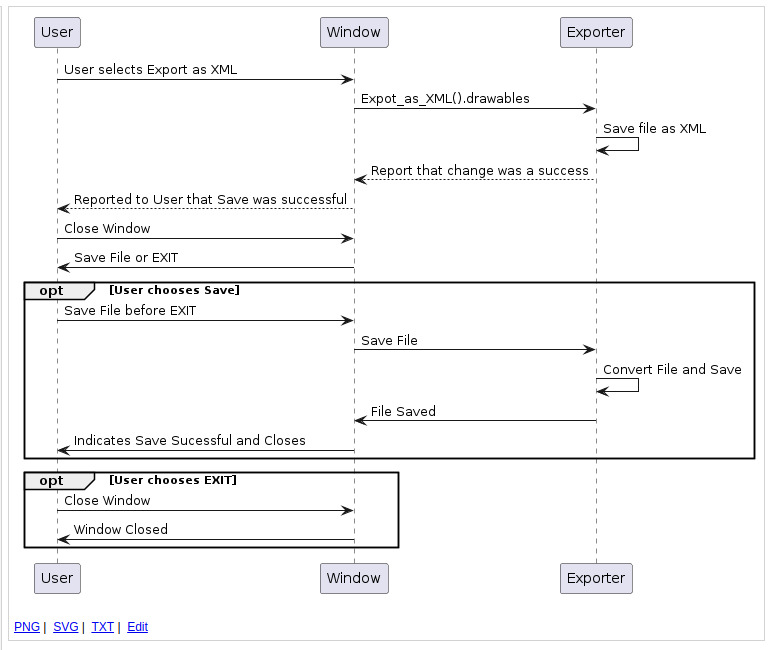 User Window Exporter
User selects Export as XML
Expot_as_XML().drawables
Save file as XML
Report that change was a success
Reported to User that Save was successful
Close Window
Save File or EXIT
opt [User chooses Save]
Save File before EXIT
Save File
Convert File and Save
File Saved
Indicates Save Sucessful and Closes
opt [User chooses EXIT]
Close Window
Window Closed
User Window Exporter
PNG | SVG | TXT | Edit